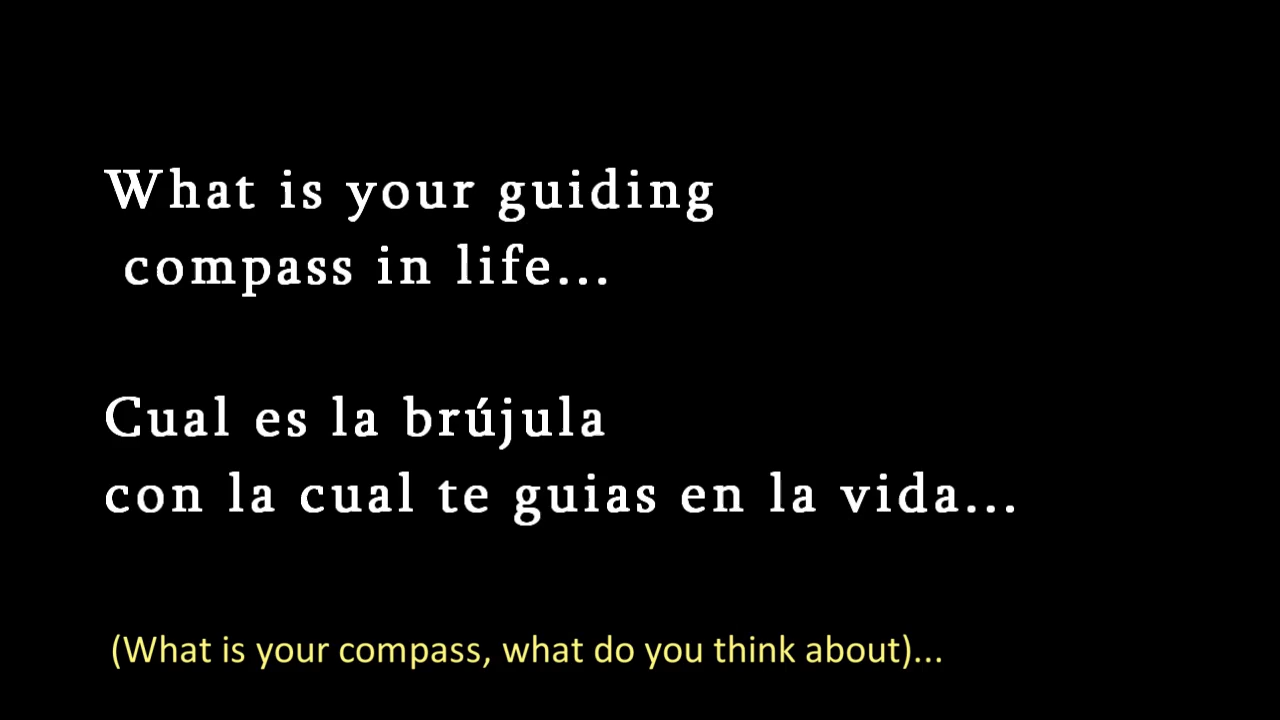 What is your guiding
compass in life...
Cual es la brújula
con la cual te guias en la vida...
(What is your compass, what do you think about)...